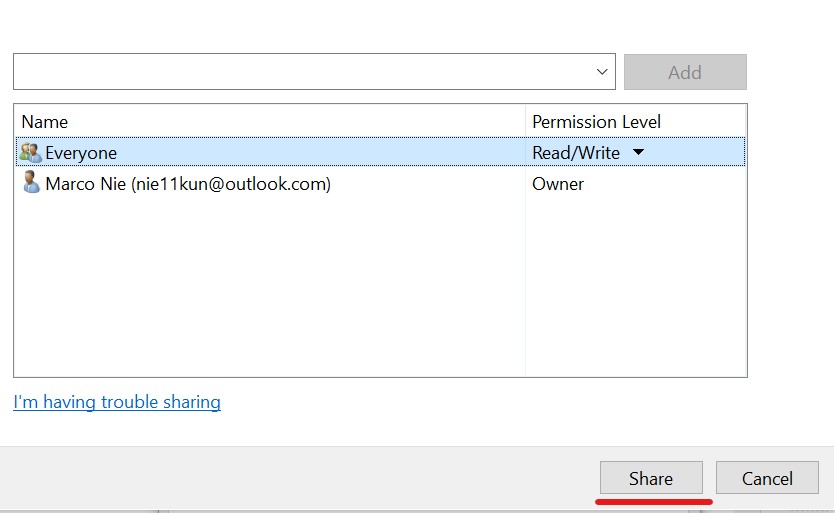 Add
Name Permission Level
Everyone Read/Write
Marco Nie (nie11kun@outlook.com) Owner
I'm having trouble sharing
Share Cancel